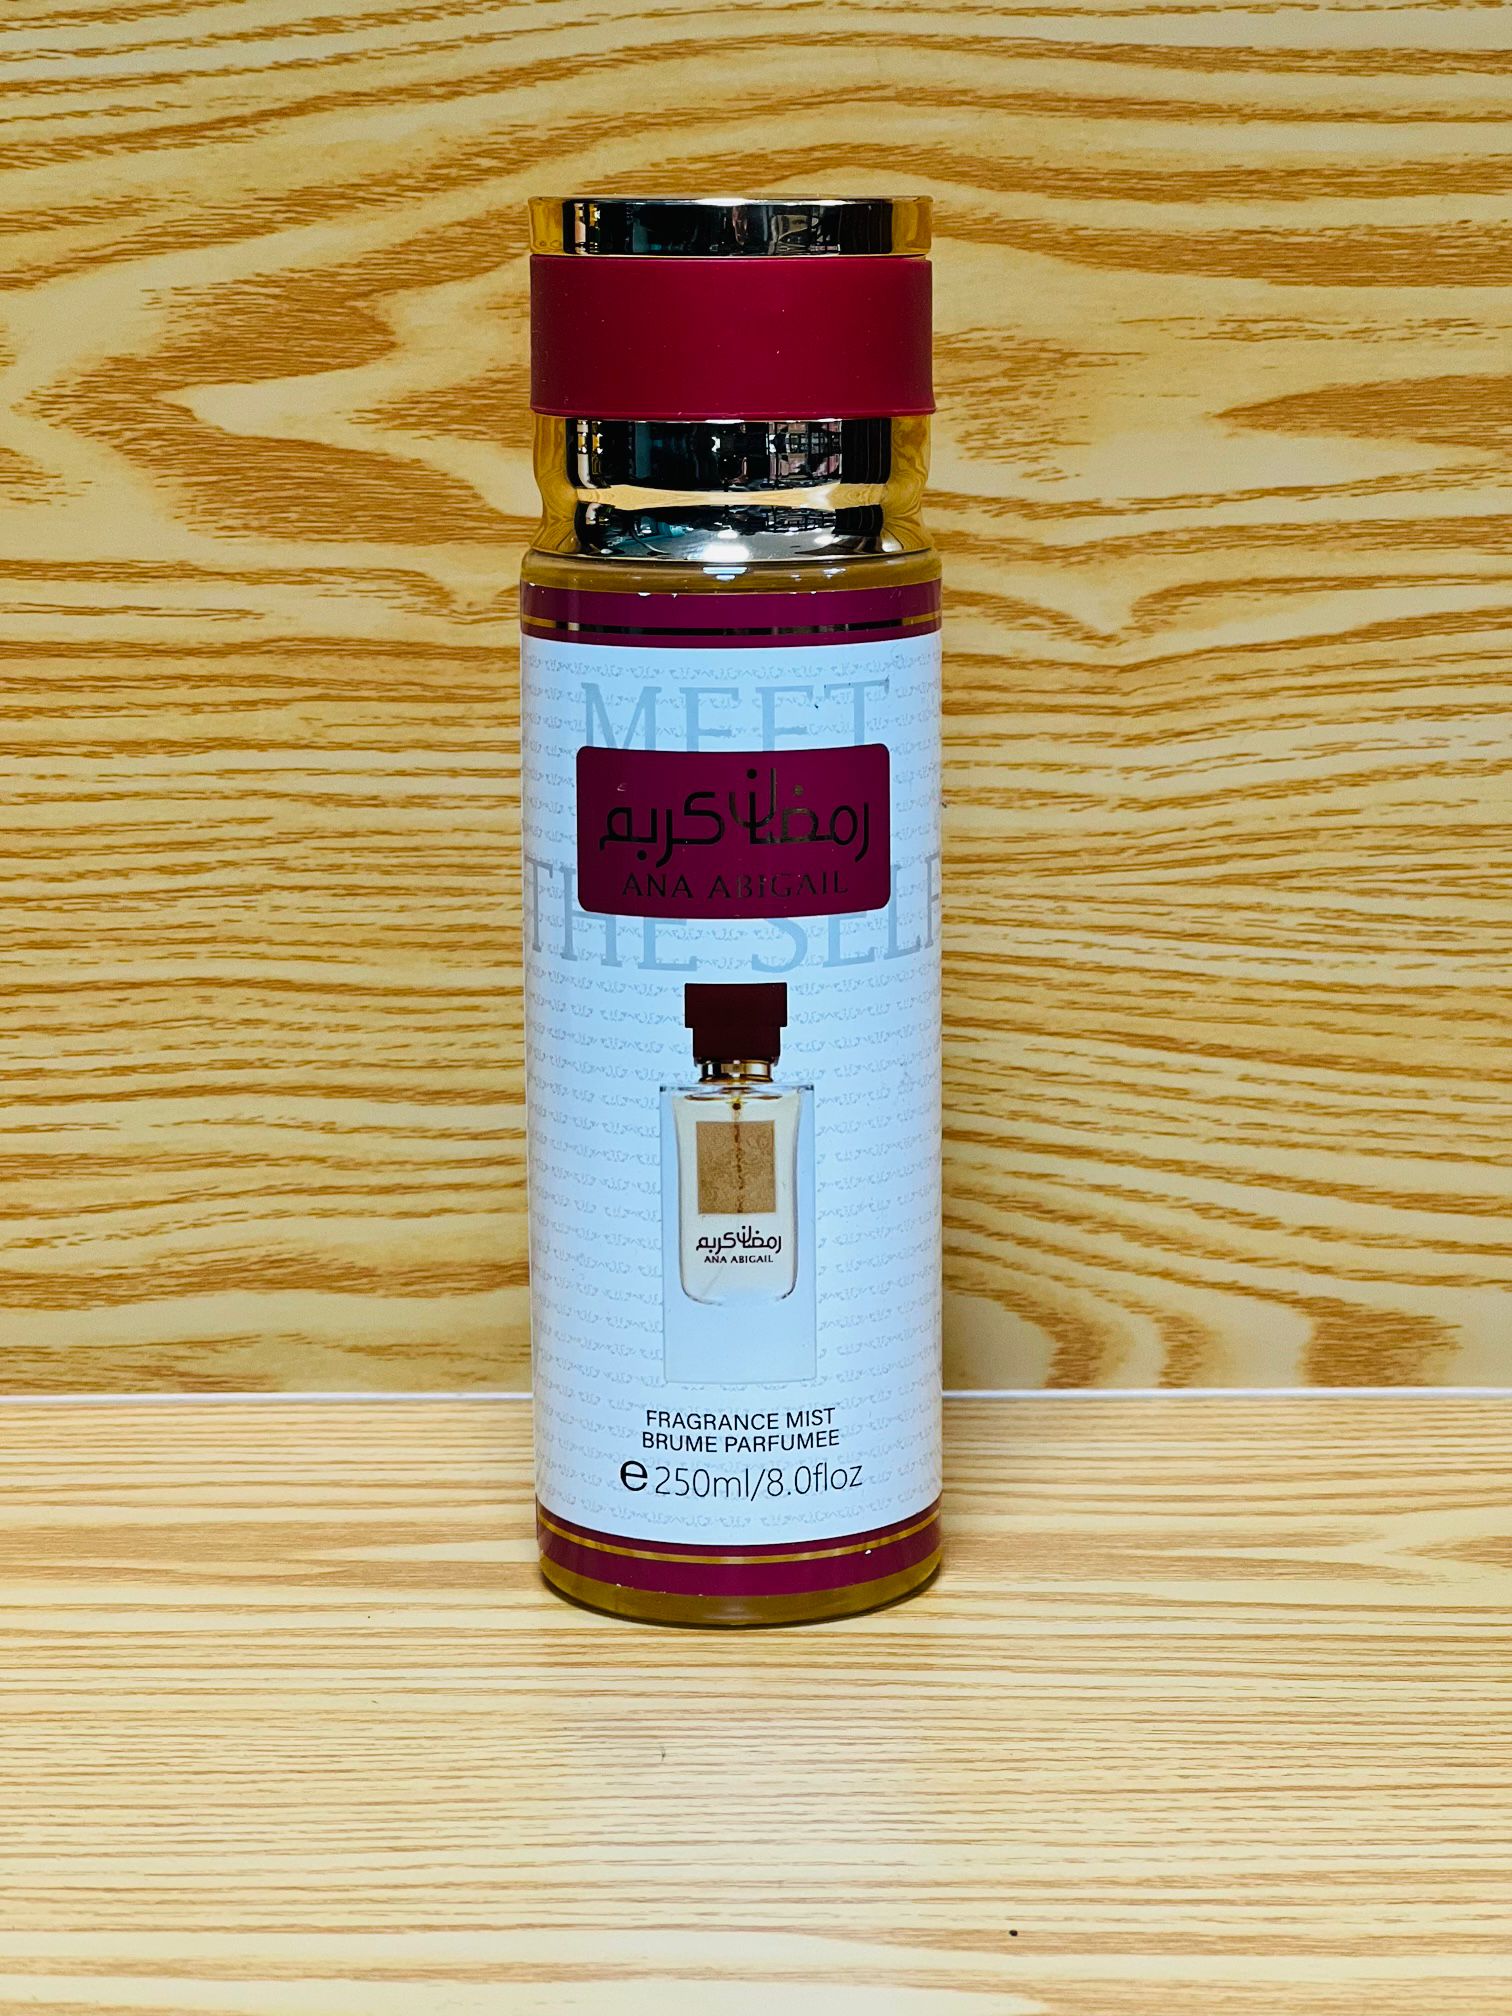 MEET
رمضان كريم
ANA ABIGAIL
THE SELF
رمضان كريم
ANA ABIGAIL
FRAGRANCE MIST
BRUME PARFUMEE
e 250ml/8.0floz